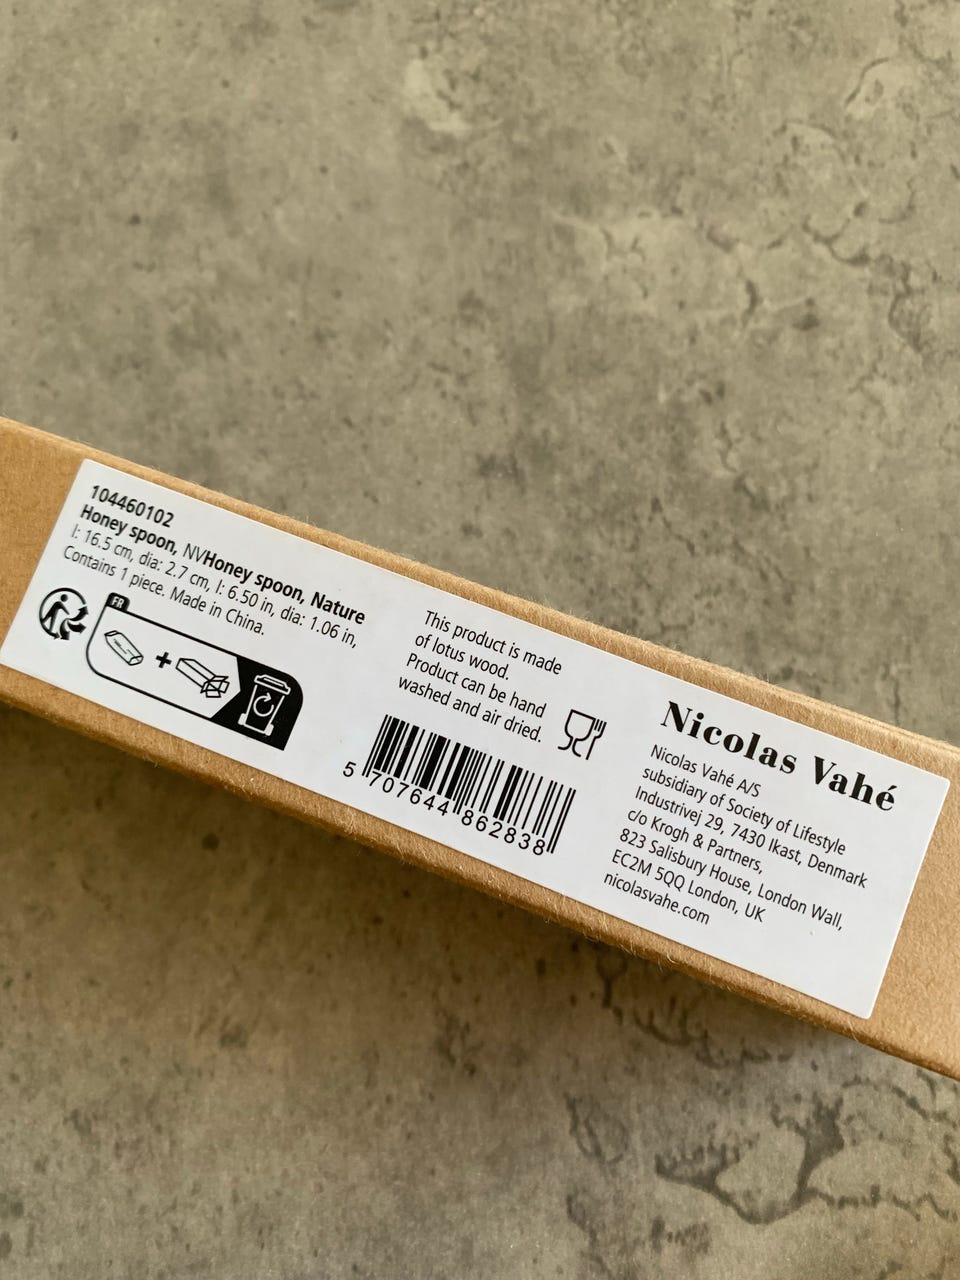 104460102
Honey spoon, NVHoney spoon, Nature
l: 16.5 cm, dia: 2.7 cm, l: 6.50 in, dia: 1.06 in,
Contains 1 piece. Made in China.
FR
This product is made
of lotus wood.
Product can be hand
washed and air dried.
5 707644 862838
Nicolas Vahé
Nicolas Vahé A/S
subsidiary of Society of Lifestyle
Industrivej 29, 7430 Ikast, Denmark
c/o Krogh & Partners,
823 Salisbury House, London Wall,
EC2M 5QQ London, UK
nicolasvahe.com